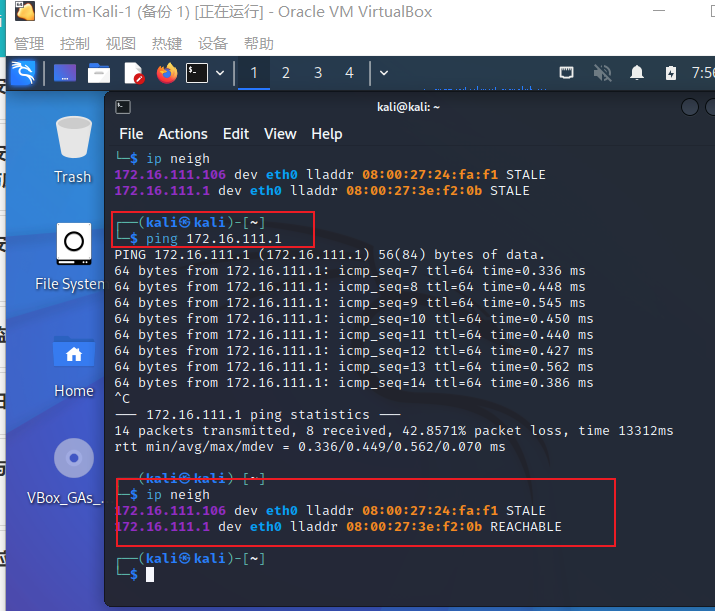 Victim-Kali-1 (备份 1) [正在运行] - Oracle VM VirtualBox
管理 控制 视图 热键 设备 帮助
1 2 3 4 7:56
kali@kali: ~
File Actions Edit View Help
Trash
File System
Home
VBox_GAs_...
└─$ ip neigh
172.16.111.106 dev eth0 lladdr 08:00:27:24:fa:f1 STALE
172.16.111.1 dev eth0 lladdr 08:00:27:3e:f2:0b STALE
┌──(kali㉿kali)-[~]
└─$ ping 172.16.111.1
PING 172.16.111.1 (172.16.111.1) 56(84) bytes of data.
64 bytes from 172.16.111.1: icmp_seq=7 ttl=64 time=0.336 ms
64 bytes from 172.16.111.1: icmp_seq=8 ttl=64 time=0.448 ms
64 bytes from 172.16.111.1: icmp_seq=9 ttl=64 time=0.545 ms
64 bytes from 172.16.111.1: icmp_seq=10 ttl=64 time=0.450 ms
64 bytes from 172.16.111.1: icmp_seq=11 ttl=64 time=0.440 ms
64 bytes from 172.16.111.1: icmp_seq=12 ttl=64 time=0.427 ms
64 bytes from 172.16.111.1: icmp_seq=13 ttl=64 time=0.562 ms
64 bytes from 172.16.111.1: icmp_seq=14 ttl=64 time=0.386 ms
^C
--- 172.16.111.1 ping statistics ---
14 packets transmitted, 8 received, 42.8571% packet loss, time 13312ms
rtt min/avg/max/mdev = 0.336/0.449/0.562/0.070 ms
┌──(kali㉿kali)-[~]
└─$ ip neigh
172.16.111.106 dev eth0 lladdr 08:00:27:24:fa:f1 STALE
172.16.111.1 dev eth0 lladdr 08:00:27:3e:f2:0b REACHABLE
┌──(kali㉿kali)-[~]
└─$